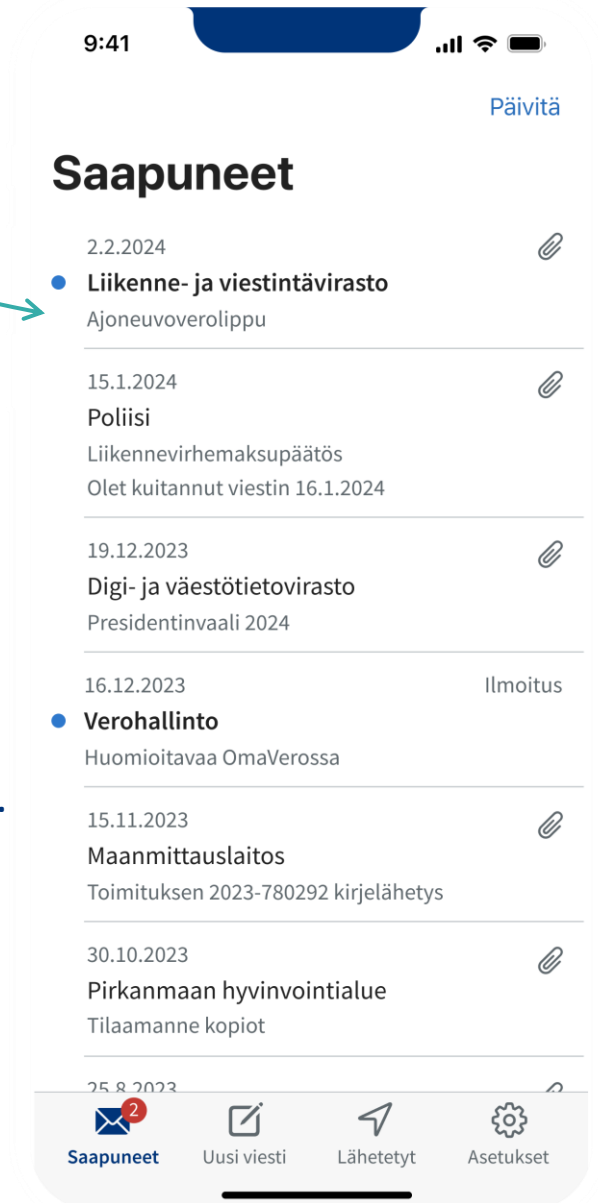 9:41
Päivitä
Saapuneet
2.2.2024
Liikenne- ja viestintävirasto
Ajoneuvoverolippu
15.1.2024
Poliisi
Liikennevirhemaksupäätös
Olet kuitannut viestin 16.1.2024
19.12.2023
Digi- ja väestötietovirasto
Presidentinvaali 2024
16.12.2023 Ilmoitus
Verohallinto
Huomioitavaa OmaVerossa
15.11.2023
Maanmittauslaitos
Toimituksen 2023-780292 kirjelähetys
30.10.2023
Pirkanmaan hyvinvointialue
Tilaamanne kopiot
25.8.2023
2
Saapuneet Uusi viesti Lähetetyt Asetukset